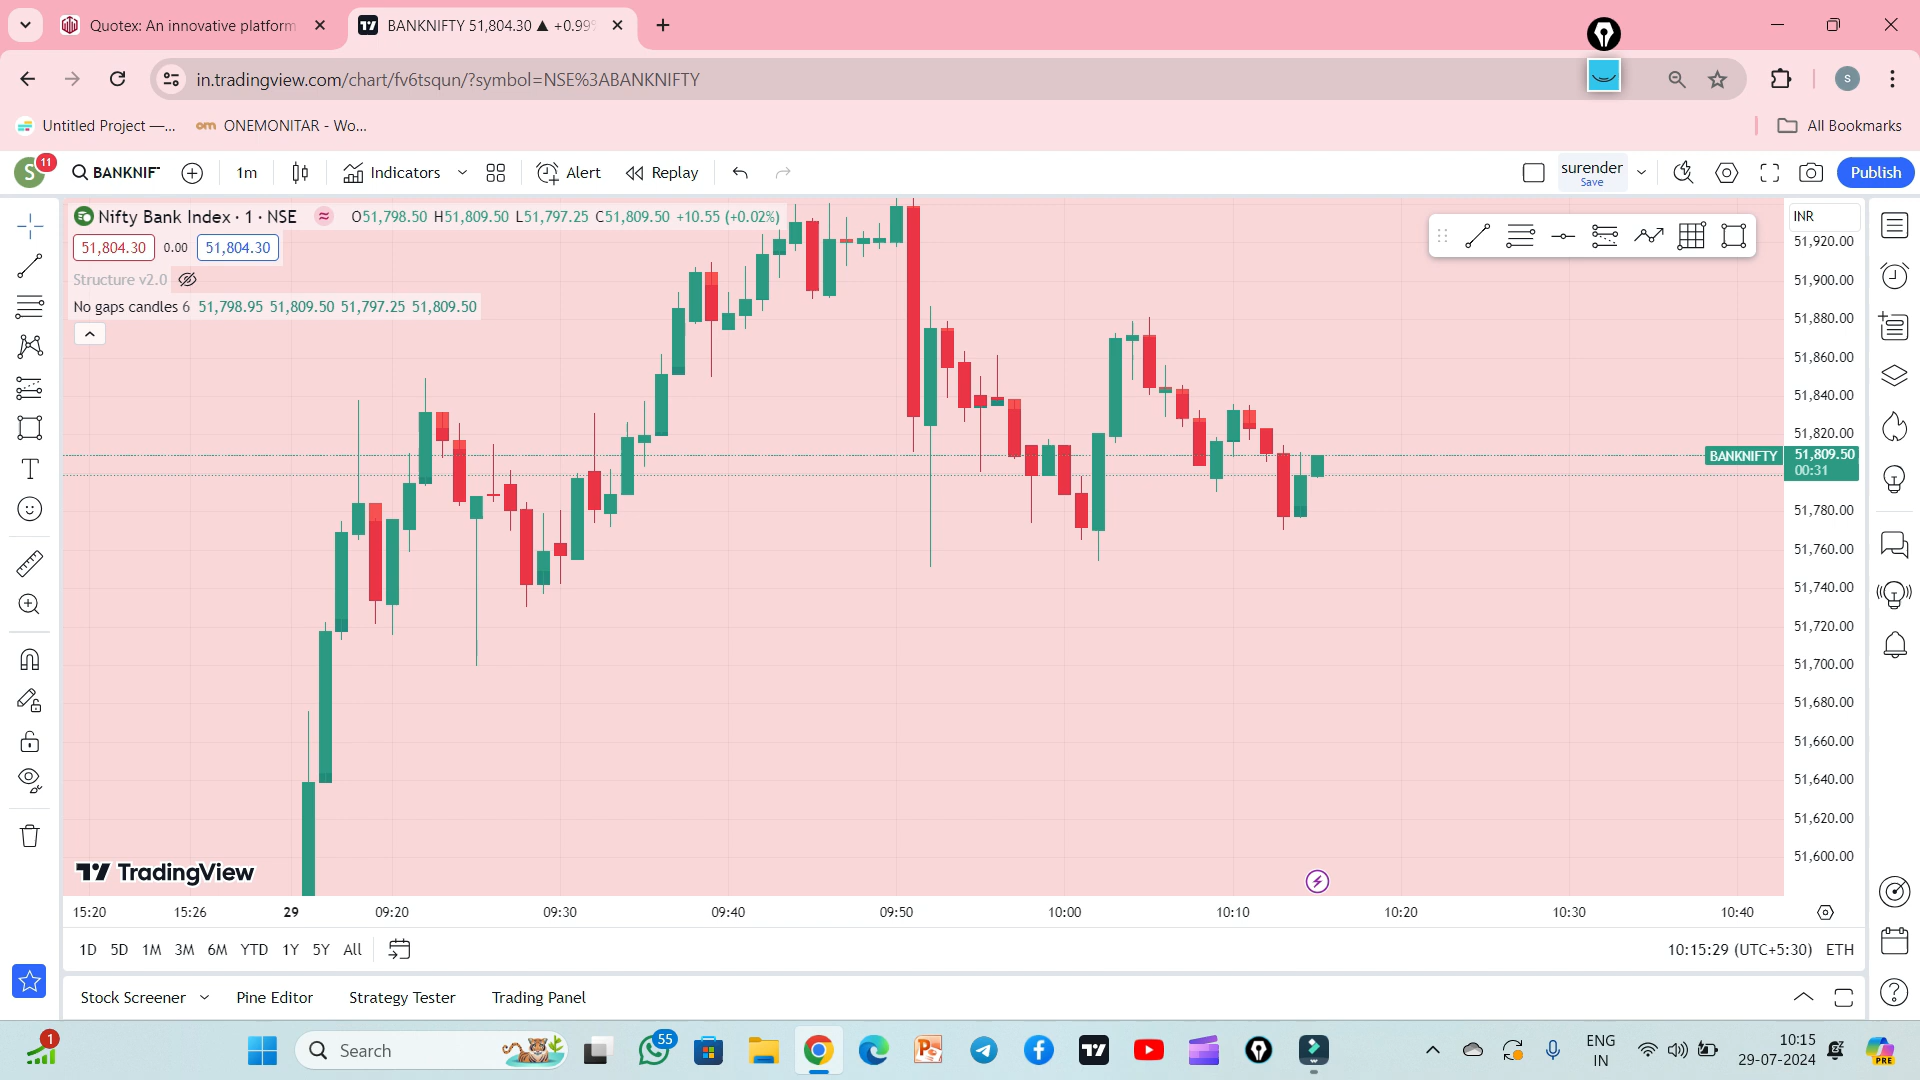 Quotex: An innovative platform
BANKNIFTY 51,804.30 ▲ +0.99%
in.tradingview.com/chart/fv6tsqun/?symbol=NSE%3ABANKNIFTY
S
Untitled Project —...
om ONEMONITAR - Wo...
All Bookmarks
S
11
BANKNIFTY
1m
Indicators
Alert
Replay
surender
Save
Publish
Nifty Bank Index · 1 · NSE
O51,798.50 H51,809.50 L51,797.25 C51,809.50 +10.55 (+0.02%)
51,804.30 0.00 51,804.30
Structure v2.0
No gaps candles 6 51,798.95 51,809.50 51,797.25 51,809.50
INR
51,920.00
51,900.00
51,880.00
51,860.00
51,840.00
51,820.00
BANKNIFTY 51,809.50
00:31
51,780.00
51,760.00
51,740.00
51,720.00
51,700.00
51,680.00
51,660.00
51,640.00
51,620.00
51,600.00
TradingView
15:20 15:26 29 09:20 09:30 09:40 09:50 10:00 10:10 10:20 10:30 10:40
1D 5D 1M 3M 6M YTD 1Y 5Y All
10:15:29 (UTC+5:30) ETH
Stock Screener Pine Editor Strategy Tester Trading Panel
1
Search
55
ENG
IN
10:15
29-07-2024
PRE